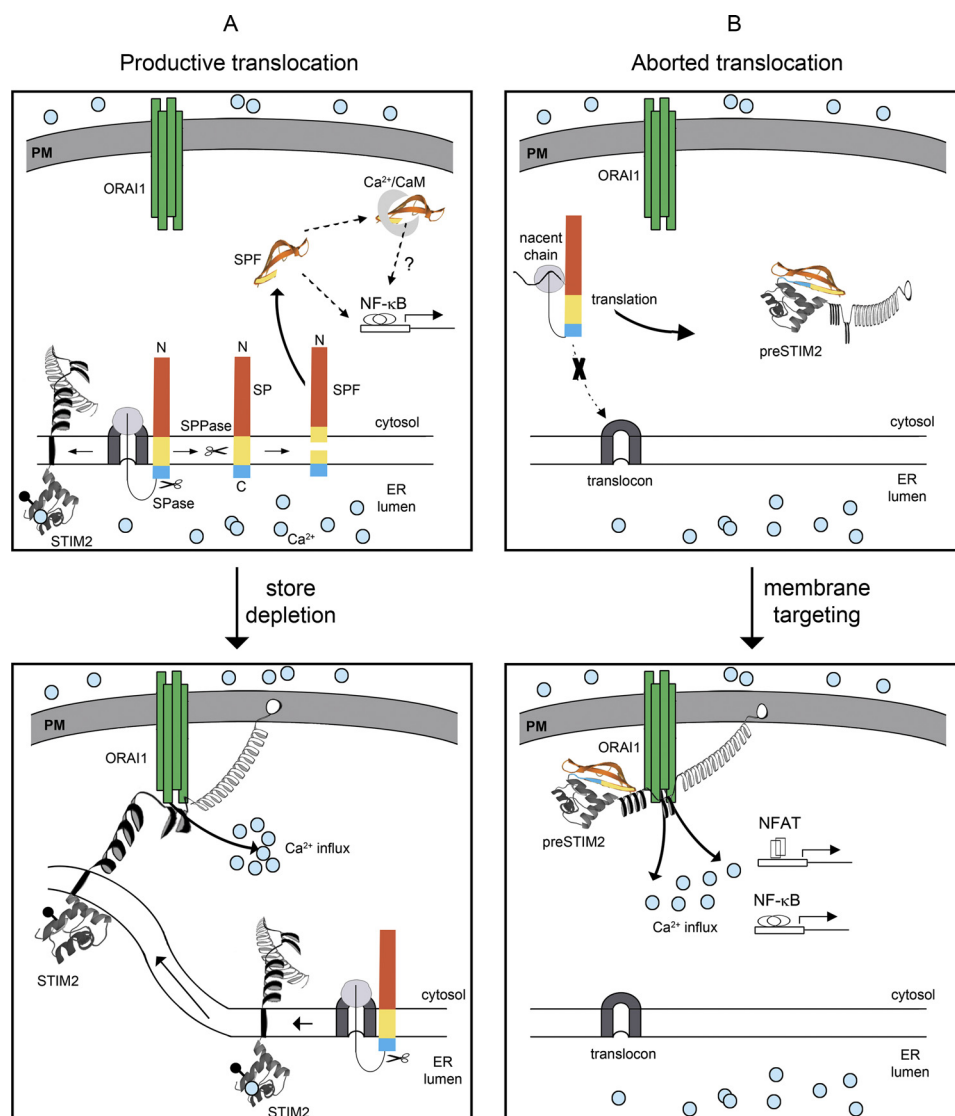 A
Productive translocation
PM
ORAI1
Ca²⁺/CaM
SPF
?
NF-κB
N
N
N
SP
SPF
SPPase
cytosol
SPase
C
ER
lumen
STIM2
Ca²⁺
store
depletion
PM
ORAI1
Ca²⁺ influx
STIM2
cytosol
ER
lumen
STIM2
B
Aborted translocation
PM
ORAI1
nacent
chain
translation
preSTIM2
X
cytosol
translocon
ER
lumen
membrane
targeting
PM
ORAI1
preSTIM2
NFAT
NF-κB
Ca²⁺ influx
cytosol
translocon
ER
lumen